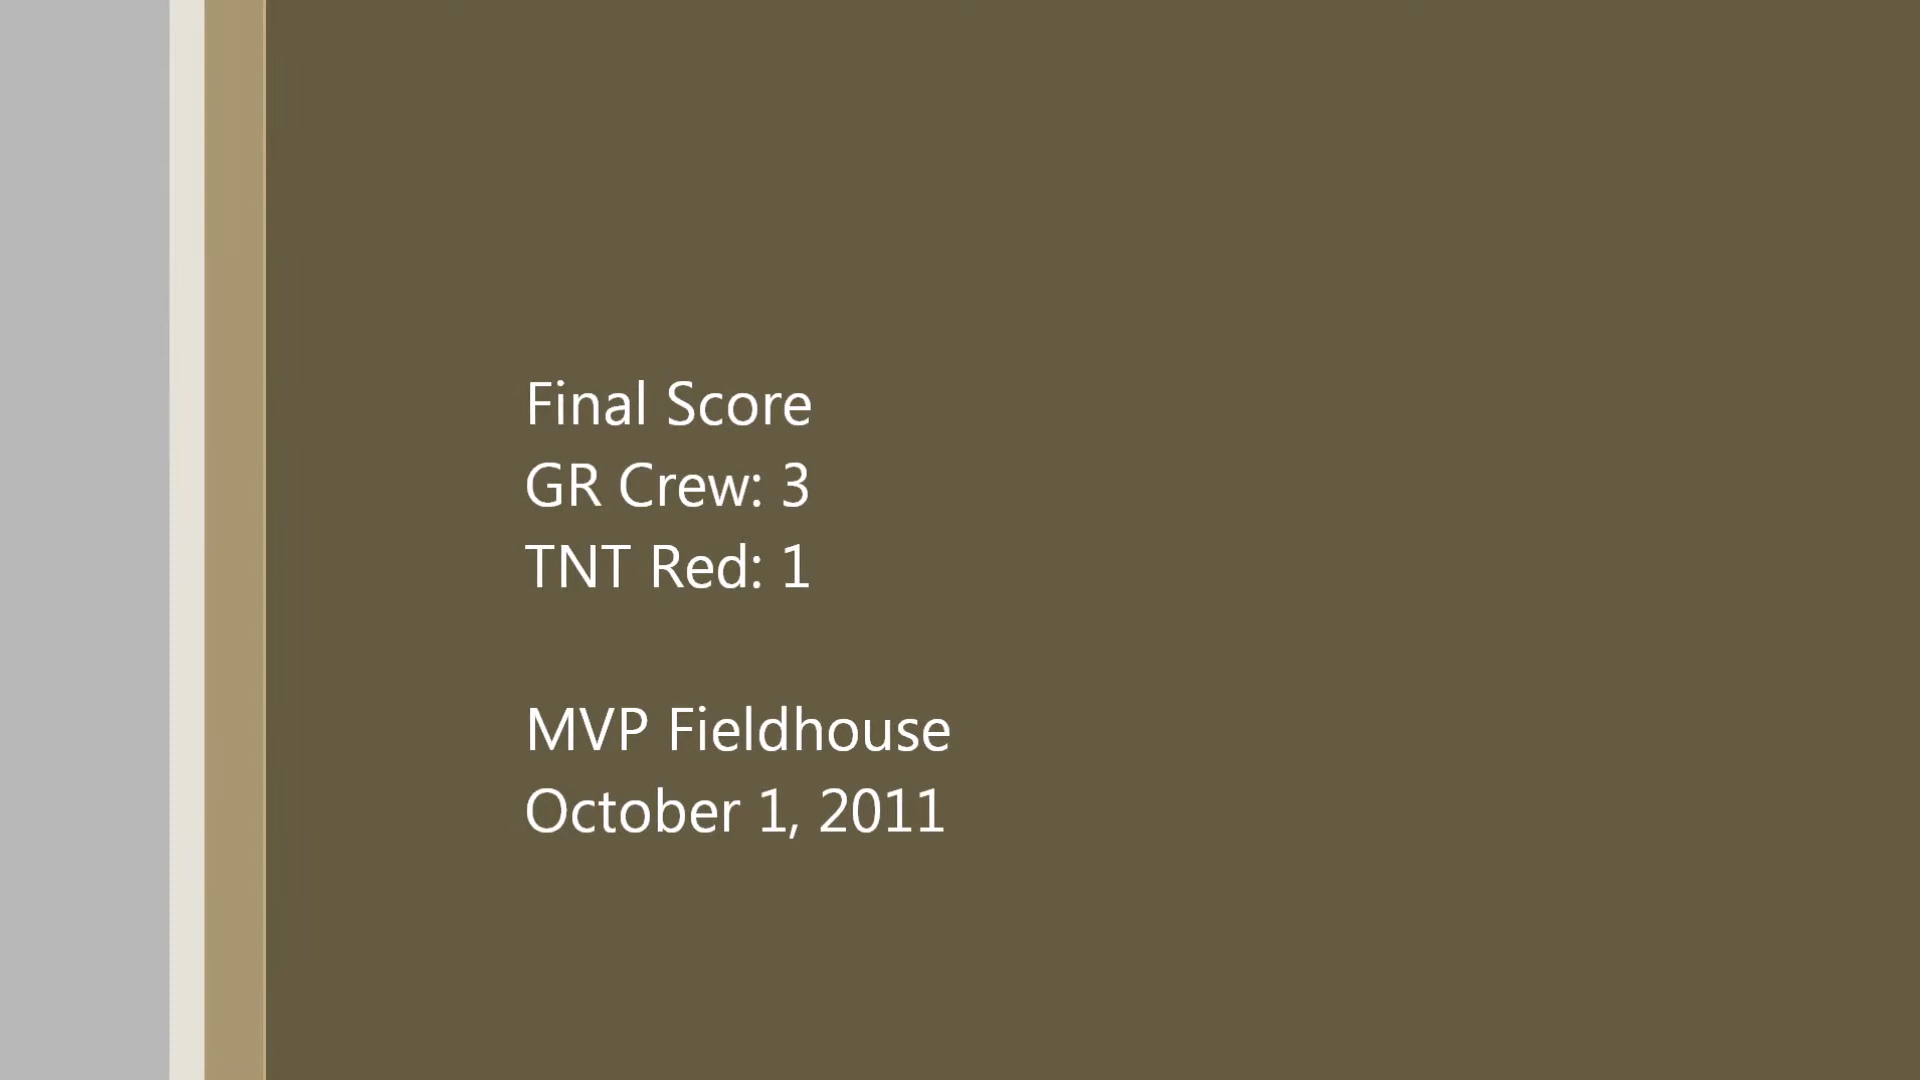 Final Score
GR Crew: 3
TNT Red: 1
MVP Fieldhouse
October 1, 2011